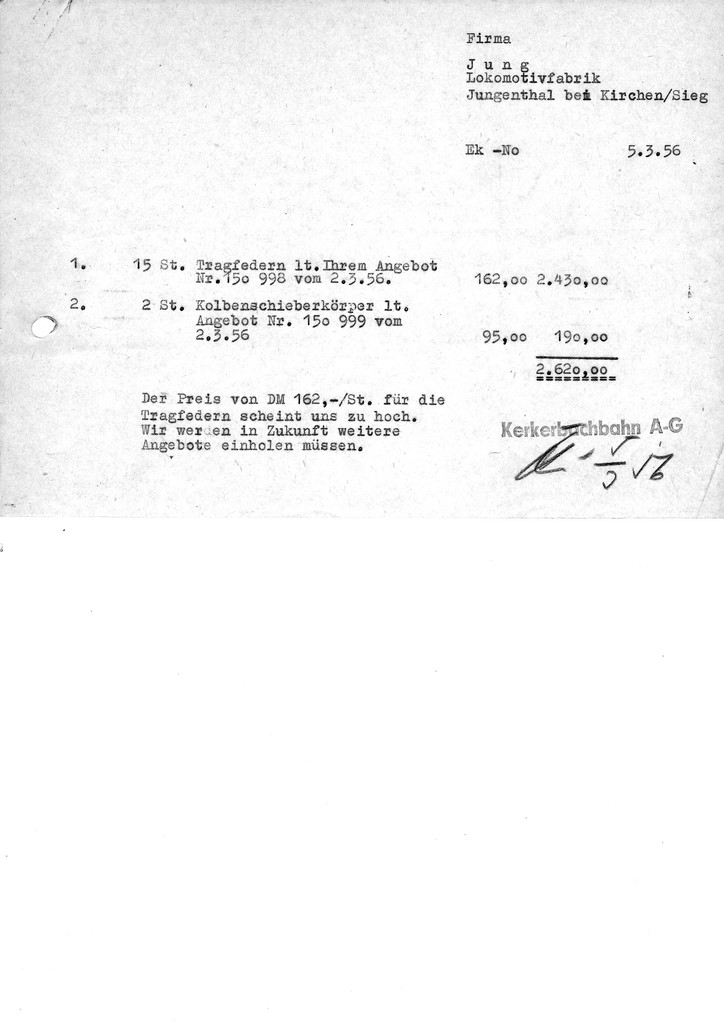 Firma
J u n g
Lokomotivfabrik
Jungenthal bei Kirchen/Sieg
Ek -No 5.3.56
1. 15 St. Tragfedern lt.Ihrem Angebot
Nr.15o 998 vom 2.3.56. 162,oo 2.43o,oo
2. 2 St. Kolbenschieberkörper lt.
Angebot Nr. 15o 999 vom
2.3.56 95,oo 19o,oo
2.62o,oo
Der Preis von DM 162,-/St. für die
Tragfedern scheint uns zu hoch.
Wir werden in Zukunft weitere
Angebote einholen müssen.
Kerkerbachbahn A-G